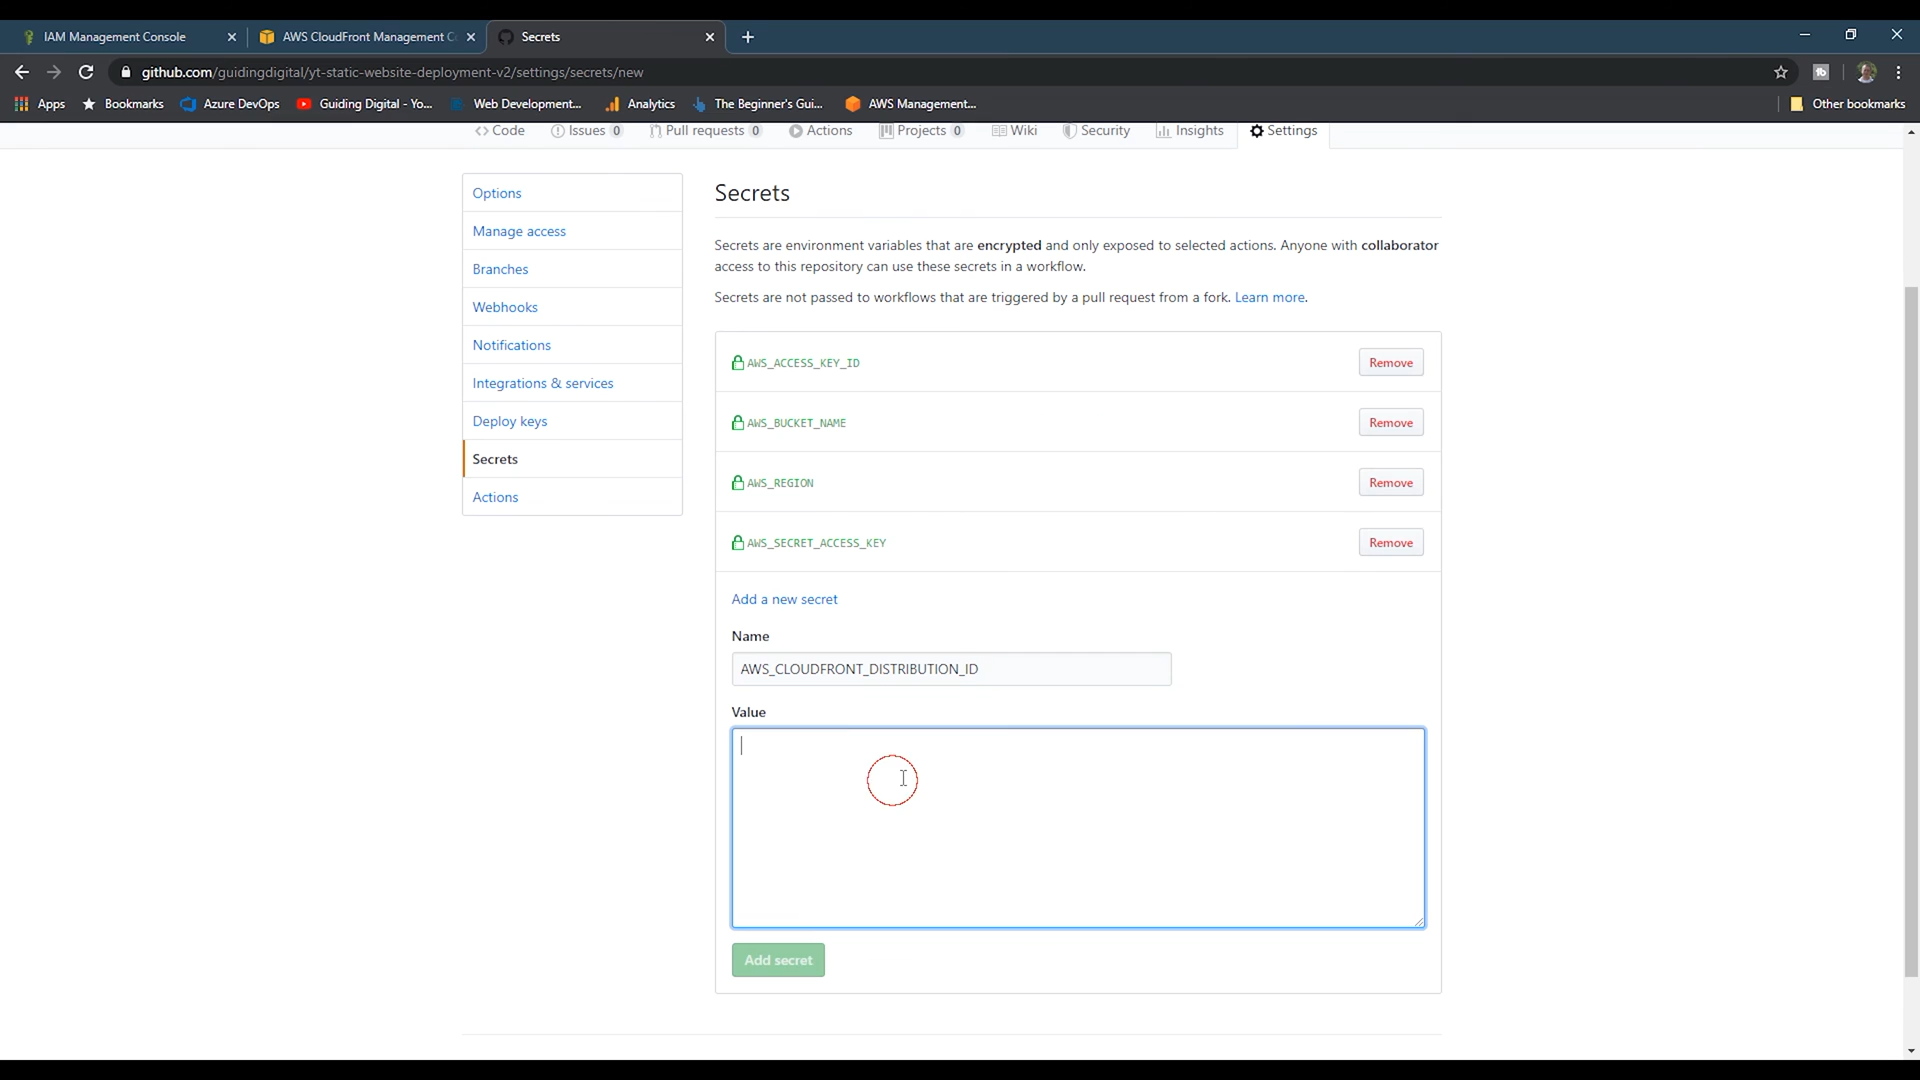 IAM Management Console
AWS CloudFront Management C
Secrets
github.com/guidingdigital/yt-static-website-deployment-v2/settings/secrets/new
Apps
Bookmarks
Azure DevOps
Guiding Digital - Yo...
Web Development...
Analytics
The Beginner's Gui...
AWS Management...
Other bookmarks
Code
Issues 0
Pull requests 0
Actions
Projects 0
Wiki
Security
Insights
Settings
Options
Manage access
Branches
Webhooks
Notifications
Integrations & services
Deploy keys
Secrets
Actions
Secrets
Secrets are environment variables that are encrypted and only exposed to selected actions. Anyone with collaborator
access to this repository can use these secrets in a workflow.
Secrets are not passed to workflows that are triggered by a pull request from a fork. Learn more.
AWS_ACCESS_KEY_ID Remove
AWS_BUCKET_NAME Remove
AWS_REGION Remove
AWS_SECRET_ACCESS_KEY Remove
Add a new secret
Name
AWS_CLOUDFRONT_DISTRIBUTION_ID
Value
Add secret